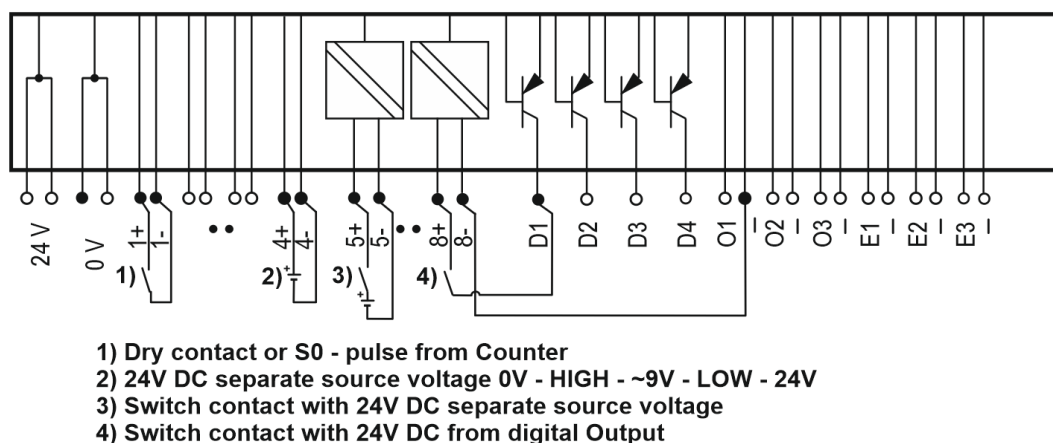 24 V
0 V
1+
1-
4+
4-
5+
5-
8+
8-
D1
D2
D3
D4
O1
–
O2
–
O3
–
E1
–
E2
–
E3
–
1)
2)
+
3)
+
4)
1) Dry contact or S0 - pulse from Counter
2) 24V DC separate source voltage 0V - HIGH - ~9V - LOW - 24V
3) Switch contact with 24V DC separate source voltage
4) Switch contact with 24V DC from digital Output